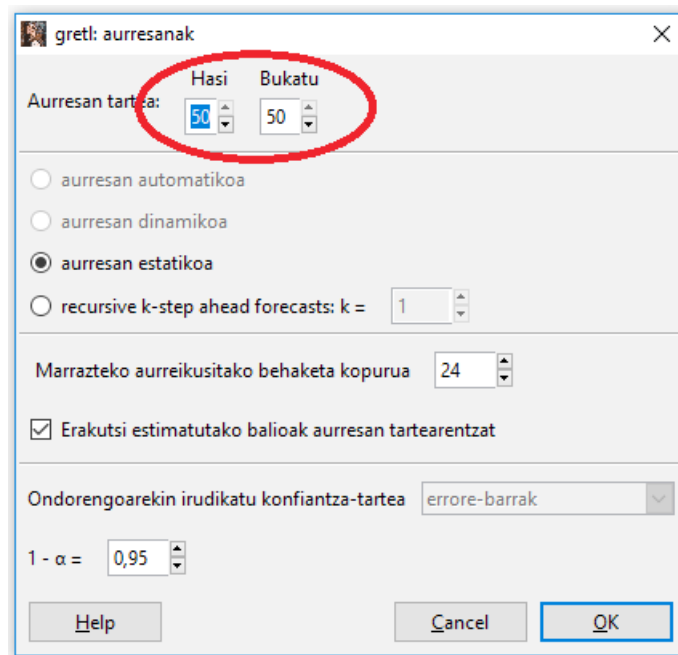 gretl: aurresanak
Hasi Bukatu
Aurresan tartea: 50 50
aurresan automatikoa
aurresan dinamikoa
aurresan estatikoa
recursive k-step ahead forecasts: k = 1
Marrazteko aurreikusitako behaketa kopurua 24
Erakutsi estimatutako balioak aurresan tartearentzat
Ondorengoarekin irudikatu konfiantza-tartea errore-barrak
1 - α = 0,95
Help Cancel OK